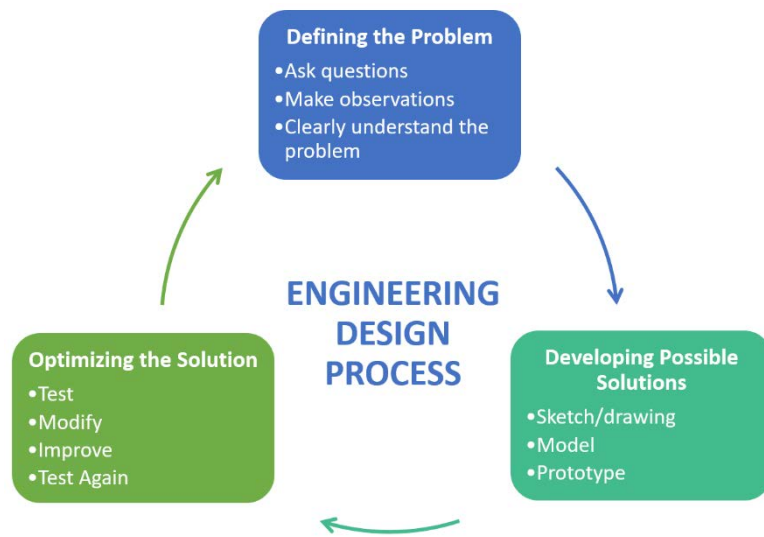 Defining the Problem
•Ask questions
•Make observations
•Clearly understand the
problem
ENGINEERING
DESIGN
PROCESS
Developing Possible
Solutions
•Sketch/drawing
•Model
•Prototype
Optimizing the Solution
•Test
•Modify
•Improve
•Test Again